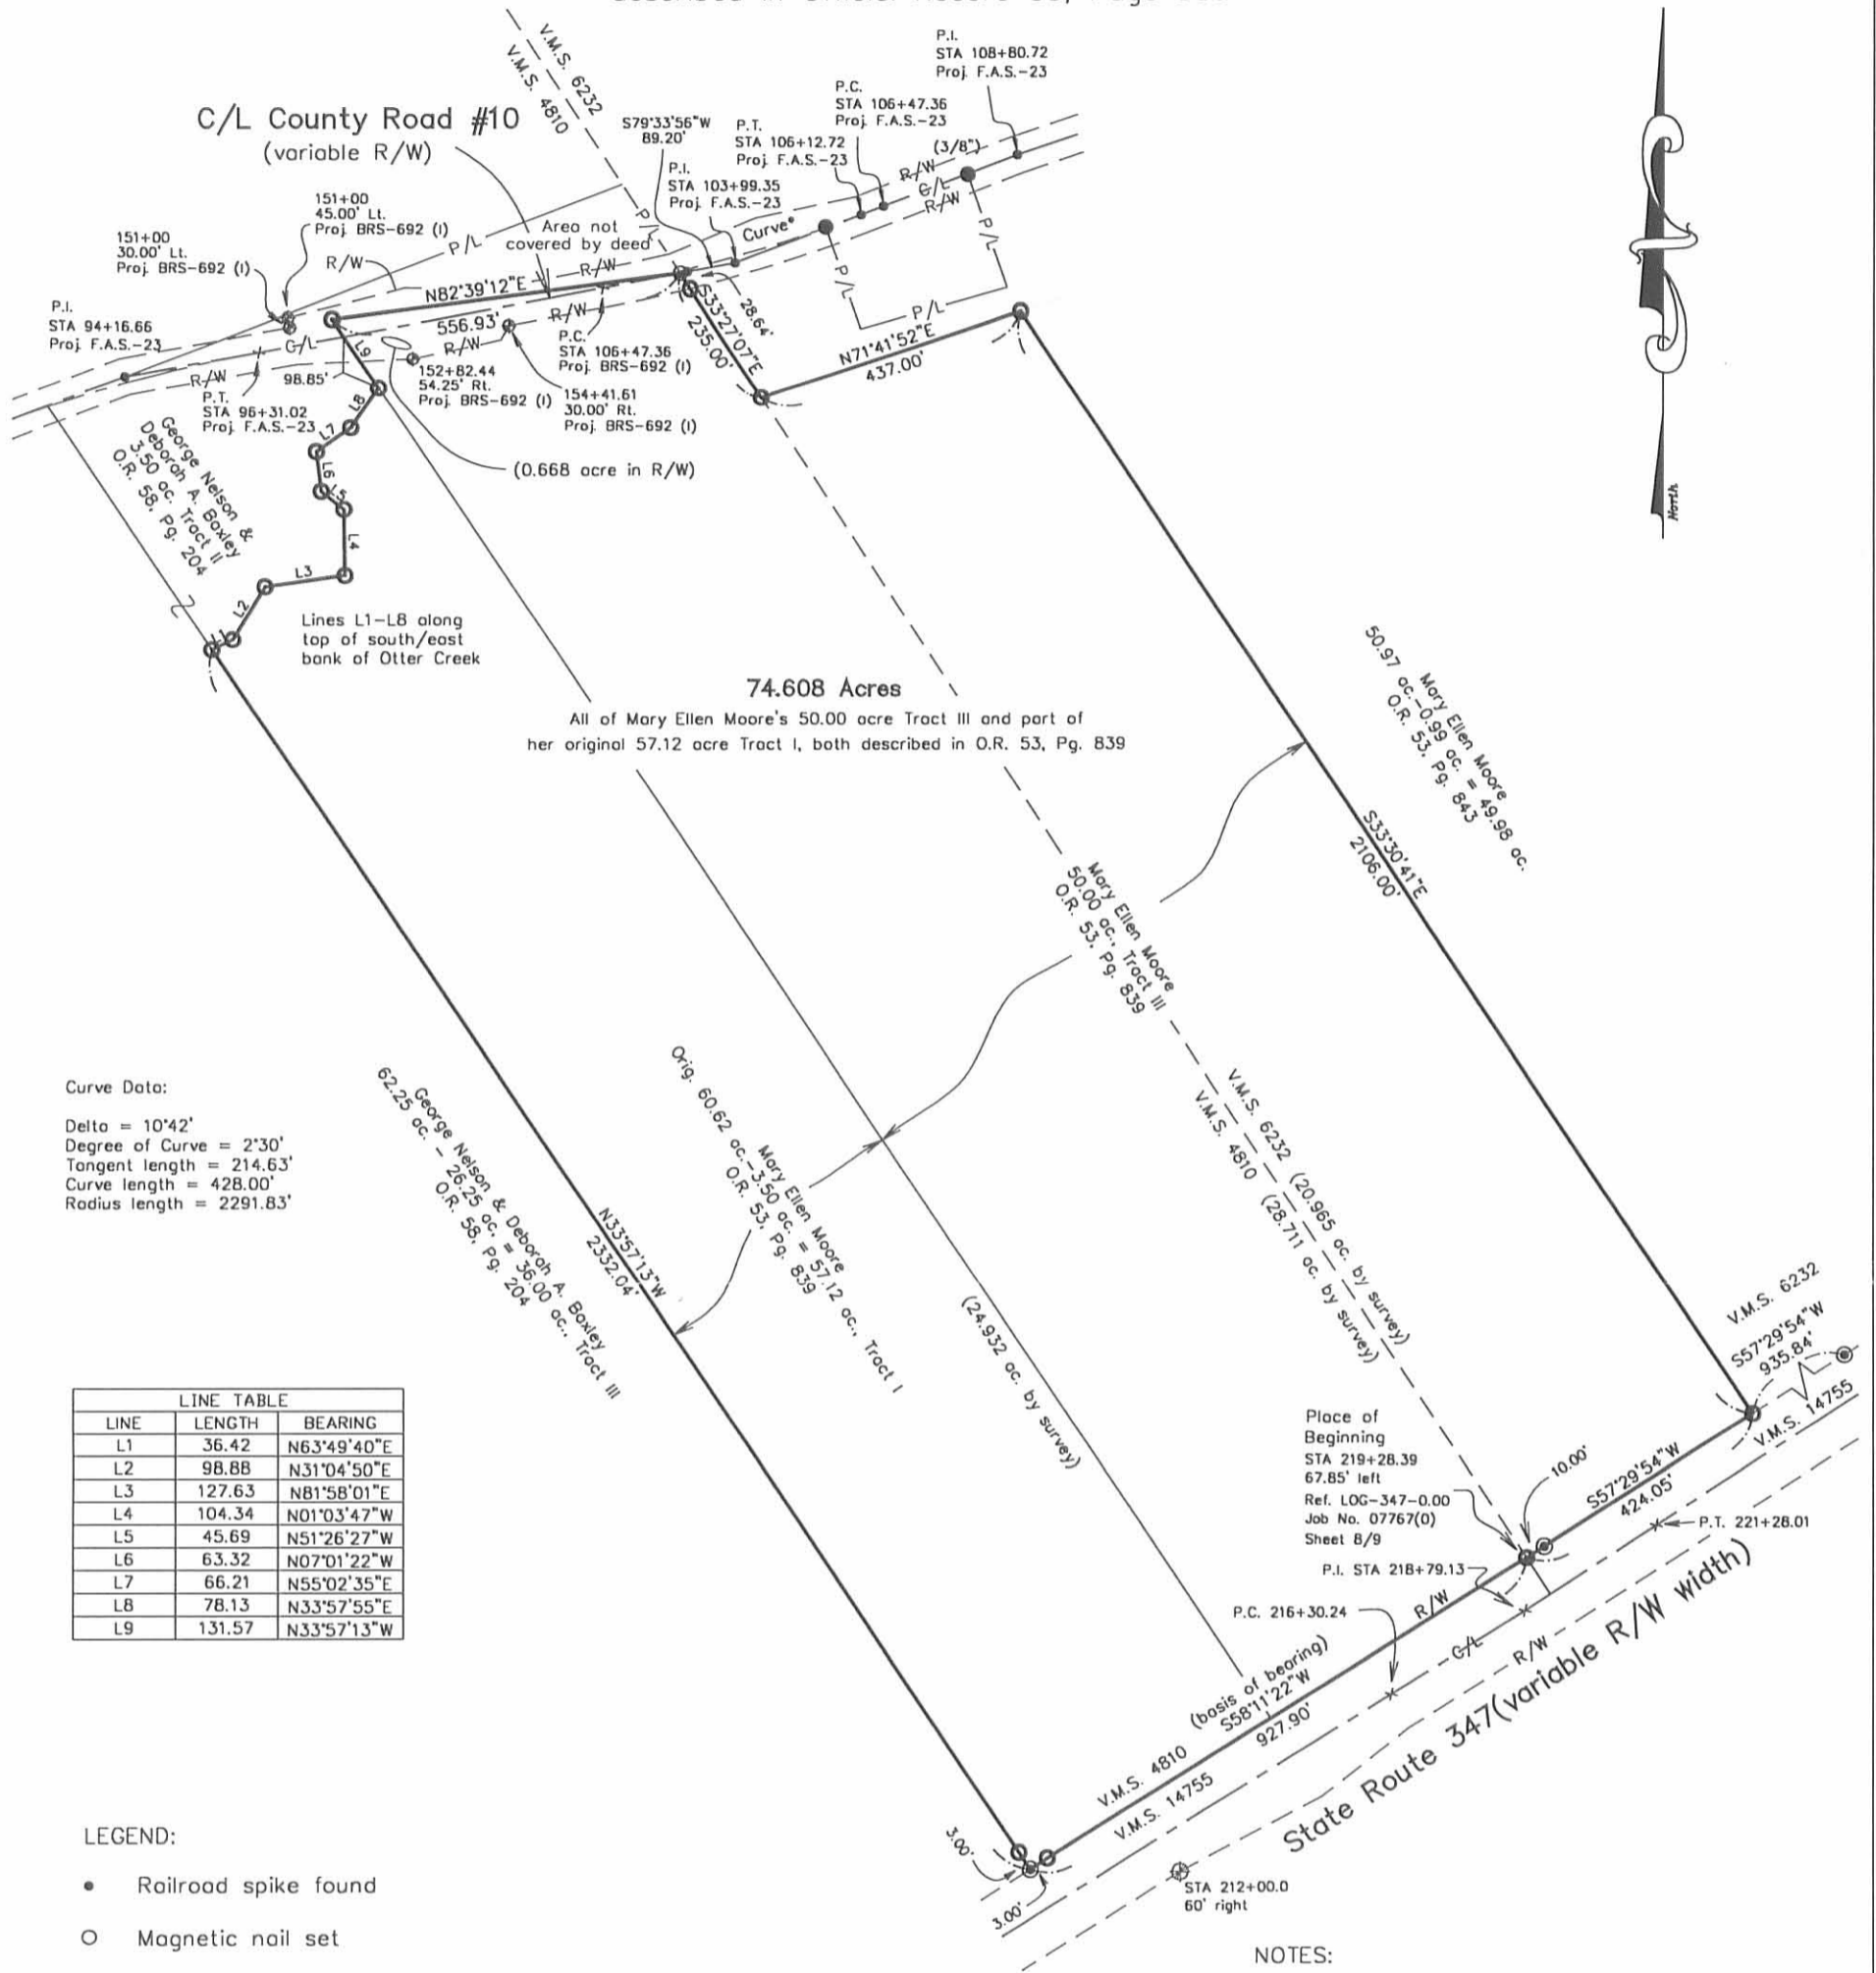 V.M.S. 6232
V.M.S. 4810
P.I.
STA 108+80.72
Proj. F.A.S.-23
P.C.
STA 106+47.36
Proj. F.A.S.-23
C/L County Road #10
(variable R/W)
S79°33'56"W
89.20'
P.T.
STA 106+12.72
Proj. F.A.S.-23
(3/8")
R/W
C/L
R/W
P.I.
STA 103+99.35
Proj. F.A.S.-23
151+00
45.00' Lt.
Proj. BRS-692 (I)
151+00
30.00' Lt.
Proj. BRS-692 (I)
R/W
P/L
Area not
covered by deed
Curve*
P/L
P/L
P/L
N82°39'12"E
R/W
556.93'
R/W
R/W
C/L
R/W
P.I.
STA 94+16.66
Proj. F.A.S.-23
P.T.
STA 96+31.02
Proj. F.A.S.-23
98.85'
L9
152+82.44
54.25' Rt.
Proj. BRS-692 (I)
P.C.
STA 106+47.36
Proj. BRS-692 (I)
154+41.61
30.00' Rt.
Proj. BRS-692 (I)
28.64'
S33°27'07"E
235.00'
N71°41'52"E
437.00'
North
(0.668 acre in R/W)
George Nelson &
Deborah A. Baxley
3.50 ac. Tract II
O.R. 58, Pg. 204
L8
L7
L6
L5
L4
L3
L2
L1
Lines L1-L8 along
top of south/east
bank of Otter Creek
74.608 Acres
All of Mary Ellen Moore's 50.00 acre Tract III and part of
her original 57.12 acre Tract I, both described in O.R. 53, Pg. 839
Mary Ellen Moore
50.97 ac.-0.99 ac. = 49.98 ac.
O.R. 53, Pg. 843
S33°30'41"E
2106.00'
Mary Ellen Moore
50.00 ac., Tract III
O.R. 53, Pg. 839
Curve Data:
Delta = 10°42'
Degree of Curve = 2°30'
Tangent length = 214.63'
Curve length = 428.00'
Radius length = 2291.83'
George Nelson & Deborah A. Baxley
62.25 ac. - 26.25 ac. = 36.00 ac., Tract III
O.R. 58, Pg. 204
N33°57'13"W
2332.04'
Mary Ellen Moore
Orig. 60.62 ac.-3.50 ac. = 57.12 ac., Tract I
O.R. 53, Pg. 839
(24.932 ac. by survey)
V.M.S. 6232 (20.965 ac. by survey)
V.M.S. 4810 (28.711 ac. by survey)
V.M.S. 6232
S57°29'54"W
935.84'
V.M.S. 14755
LINE TABLE
LINE LENGTH BEARING
L1 36.42 N63°49'40"E
L2 98.88 N31°04'50"E
L3 127.63 N81°58'01"E
L4 104.34 N01°03'47"W
L5 45.69 N51°26'27"W
L6 63.32 N07°01'22"W
L7 66.21 N55°02'35"E
L8 78.13 N33°57'55"E
L9 131.57 N33°57'13"W
Place of
Beginning
STA 219+28.39
67.85' left
Ref. LOG-347-0.00
Job No. 07767(0)
Sheet 8/9
10.00'
S57°29'54"W
424.05'
P.T. 221+28.01
P.I. STA 218+79.13
P.C. 216+30.24
R/W
C/L
R/W
(basis of bearing)
S58°11'22"W
927.90'
V.M.S. 4810
V.M.S. 14755
State Route 347(variable R/W width)
3.00'
3.00'
STA 212+00.0
60' right
LEGEND:
Railroad spike found
Magnetic nail set
NOTES: